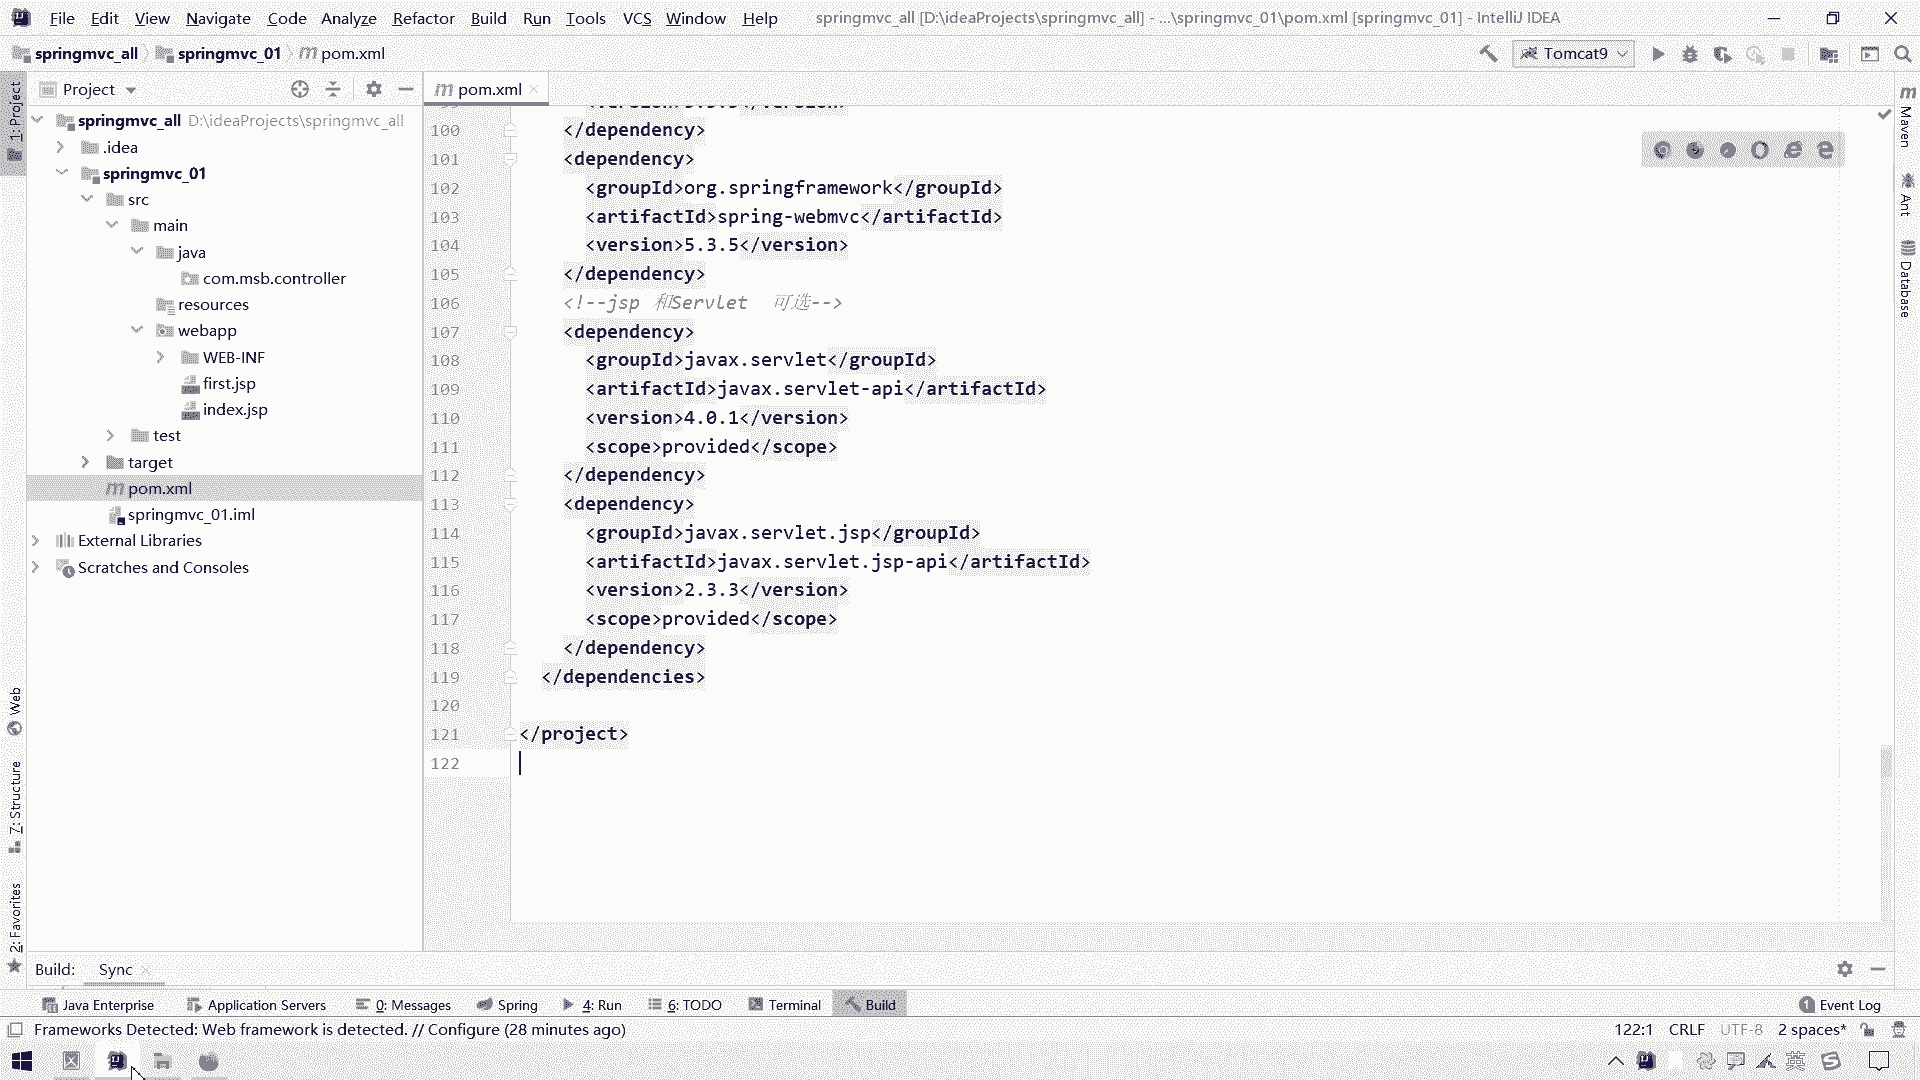 File Edit View Navigate Code Analyze Refactor Build Run Tools VCS Window Help springmvc_all [D:\ideaProjects\springmvc_all] - ...\springmvc_01\pom.xml [springmvc_01] - IntelliJ IDEA
springmvc_all springmvc_01 pom.xml Tomcat9
1: Project
Project
pom.xml
springmvc_all D:\ideaProjects\springmvc_all
.idea
springmvc_01
src
main
java
com.msb.controller
resources
webapp
WEB-INF
first.jsp
index.jsp
test
target
pom.xml
springmvc_01.iml
External Libraries
Scratches and Consoles
100 </dependency>
101 <dependency>
102 <groupId>org.springframework</groupId>
103 <artifactId>spring-webmvc</artifactId>
104 <version>5.3.5</version>
105 </dependency>
106 <!--jsp 和Servlet 可选-->
107 <dependency>
108 <groupId>javax.servlet</groupId>
109 <artifactId>javax.servlet-api</artifactId>
110 <version>4.0.1</version>
111 <scope>provided</scope>
112 </dependency>
113 <dependency>
114 <groupId>javax.servlet.jsp</groupId>
115 <artifactId>javax.servlet.jsp-api</artifactId>
116 <version>2.3.3</version>
117 <scope>provided</scope>
118 </dependency>
119 </dependencies>
120
121 </project>
122
Maven
Ant
Database
Web
7: Structure
2: Favorites
Build: Sync
Java Enterprise Application Servers 0: Messages Spring 4: Run 6: TODO Terminal Build 1 Event Log
Frameworks Detected: Web framework is detected. // Configure (28 minutes ago) 122:1 CRLF UTF-8 2 spaces*
英